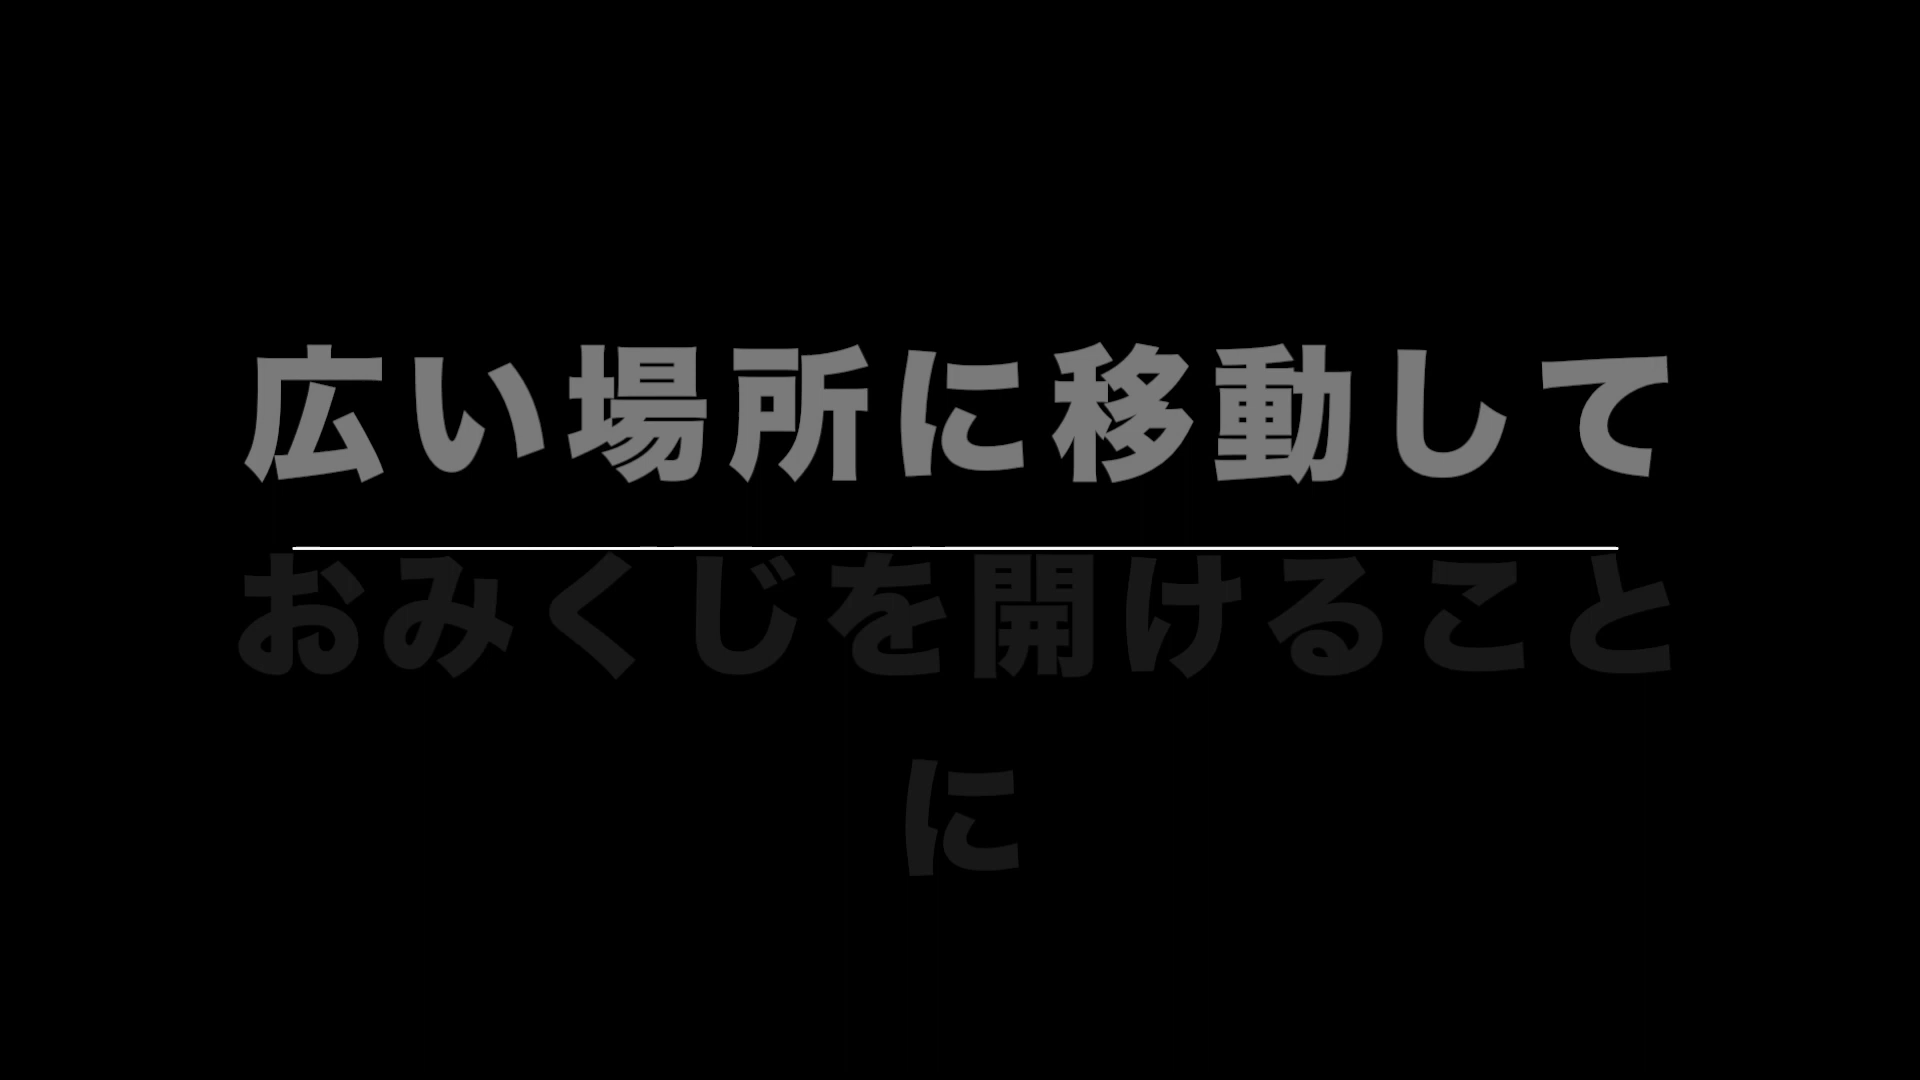 広い場所に移動して
おみくじを開けること
に